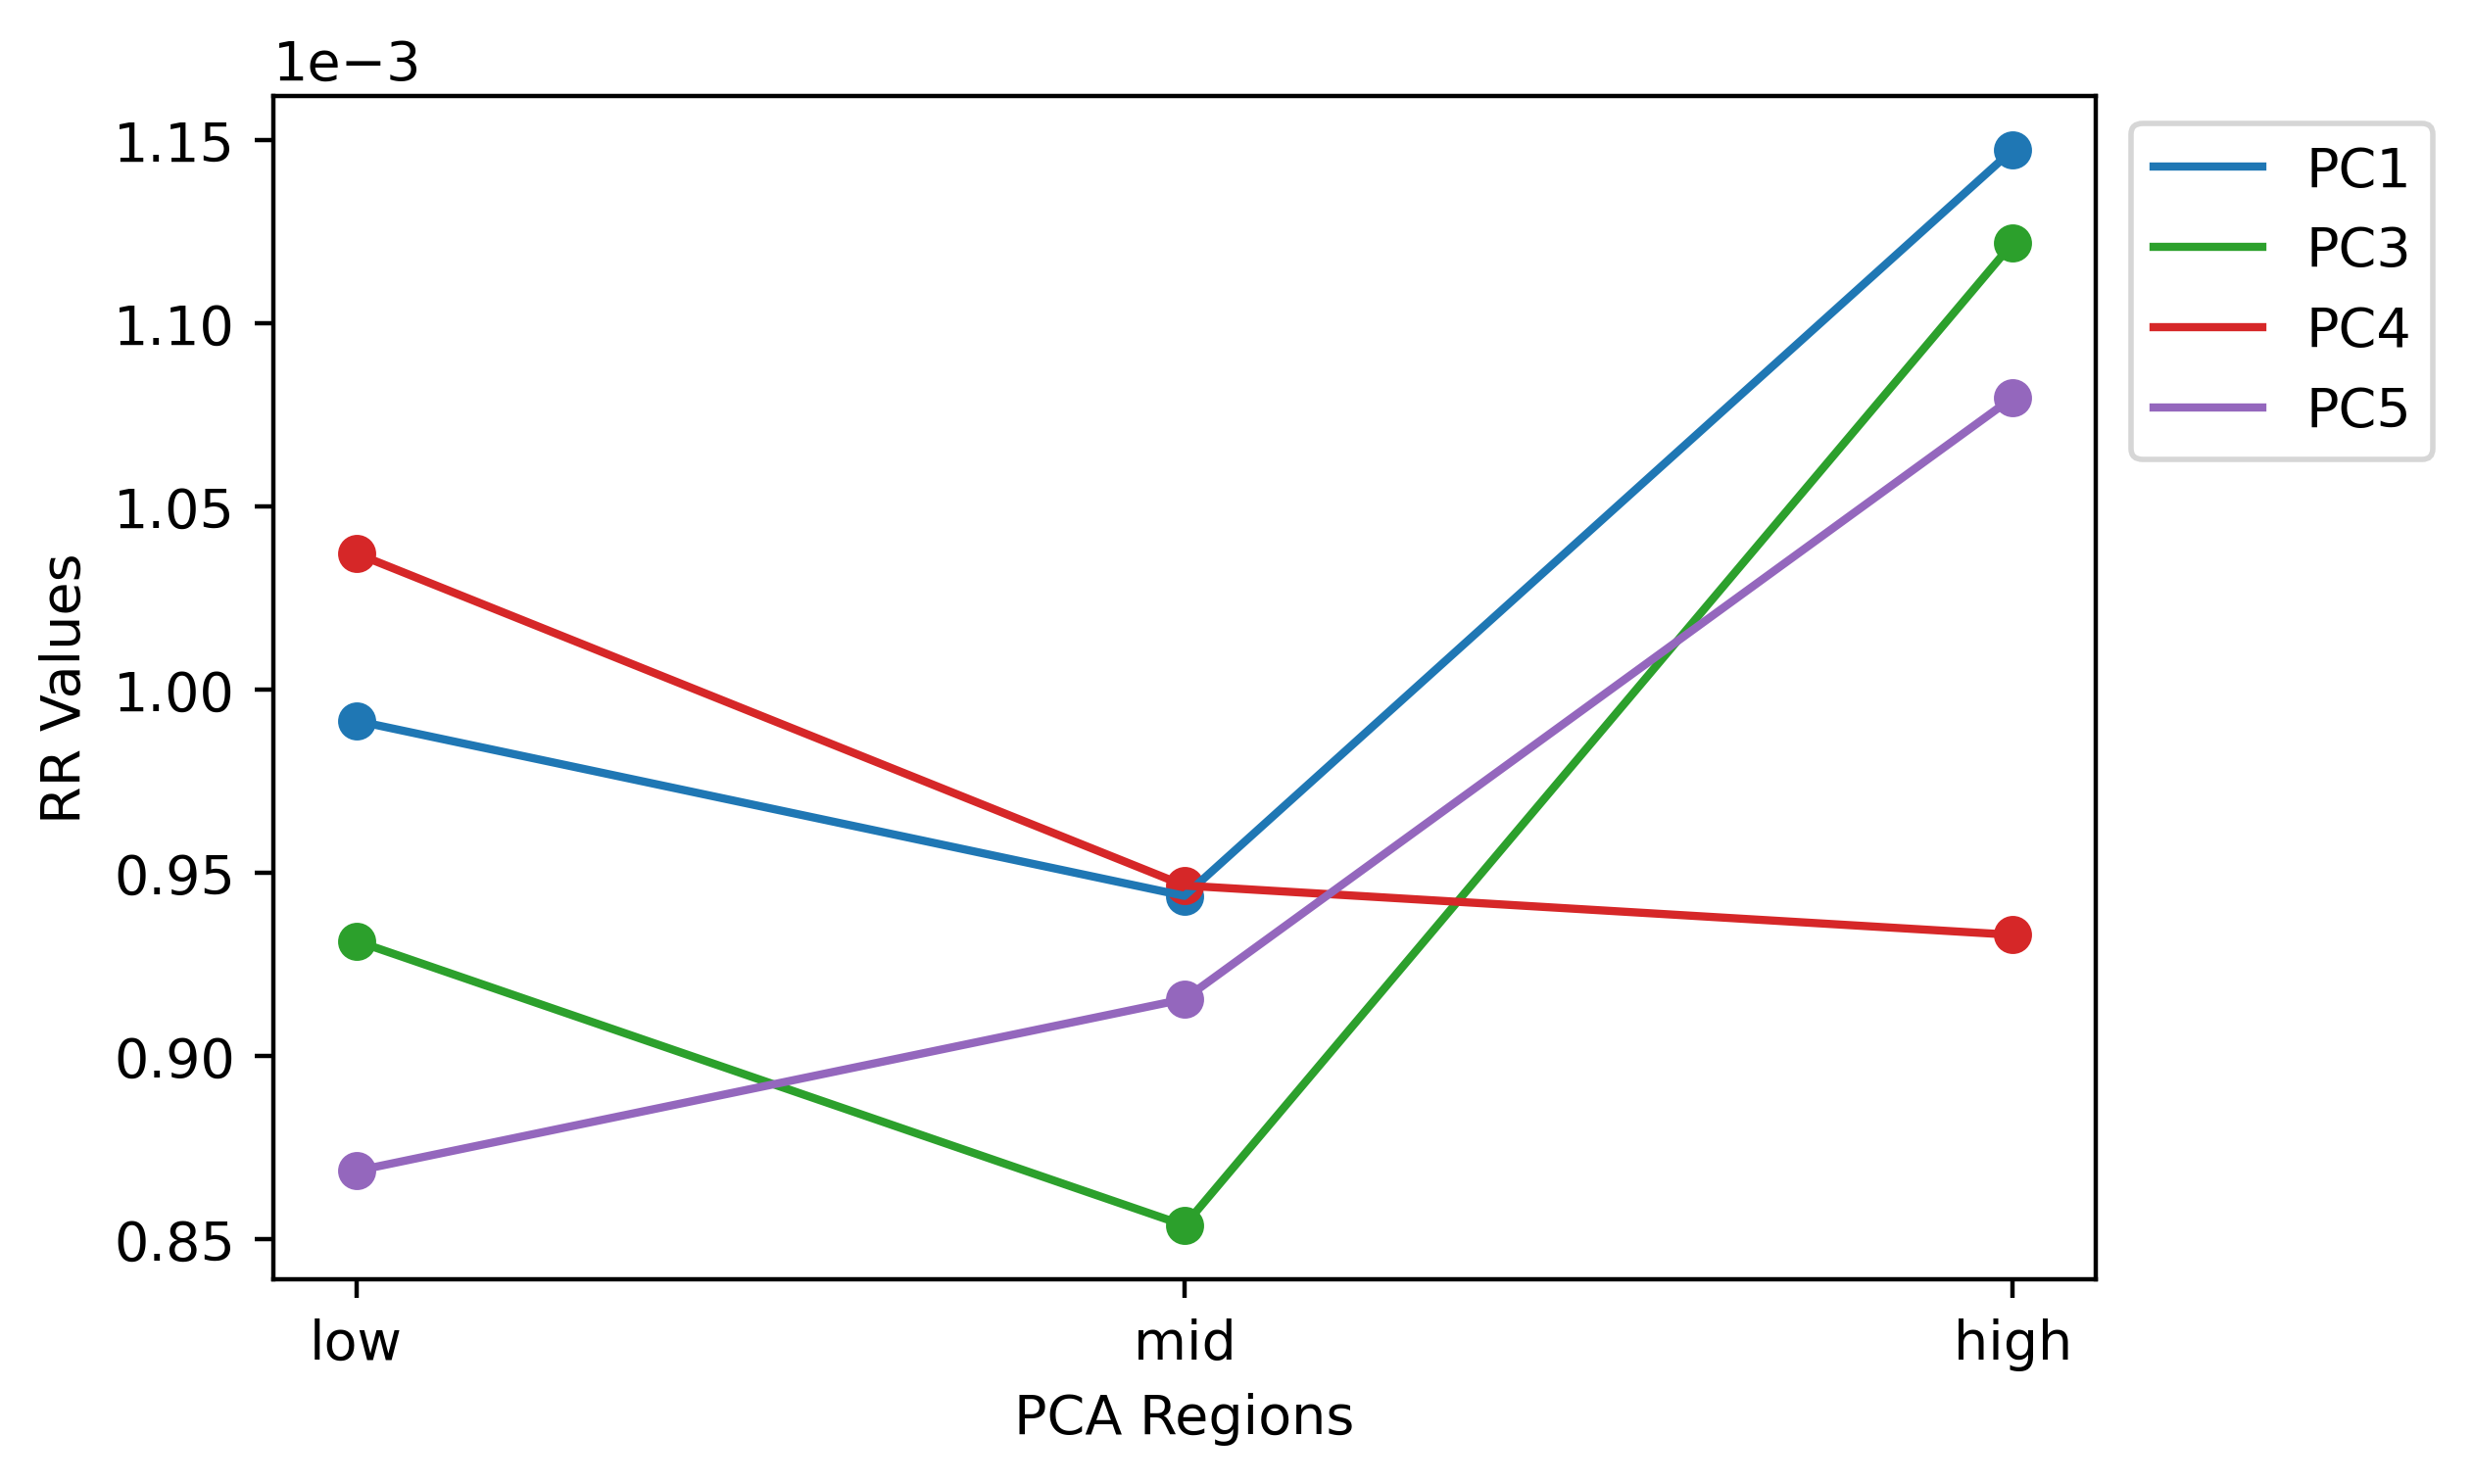 1e−3
1.15
1.10
1.05
1.00
0.95
0.90
0.85
RR Values
low
mid
high
PCA Regions
PC1
PC3
PC4
PC5